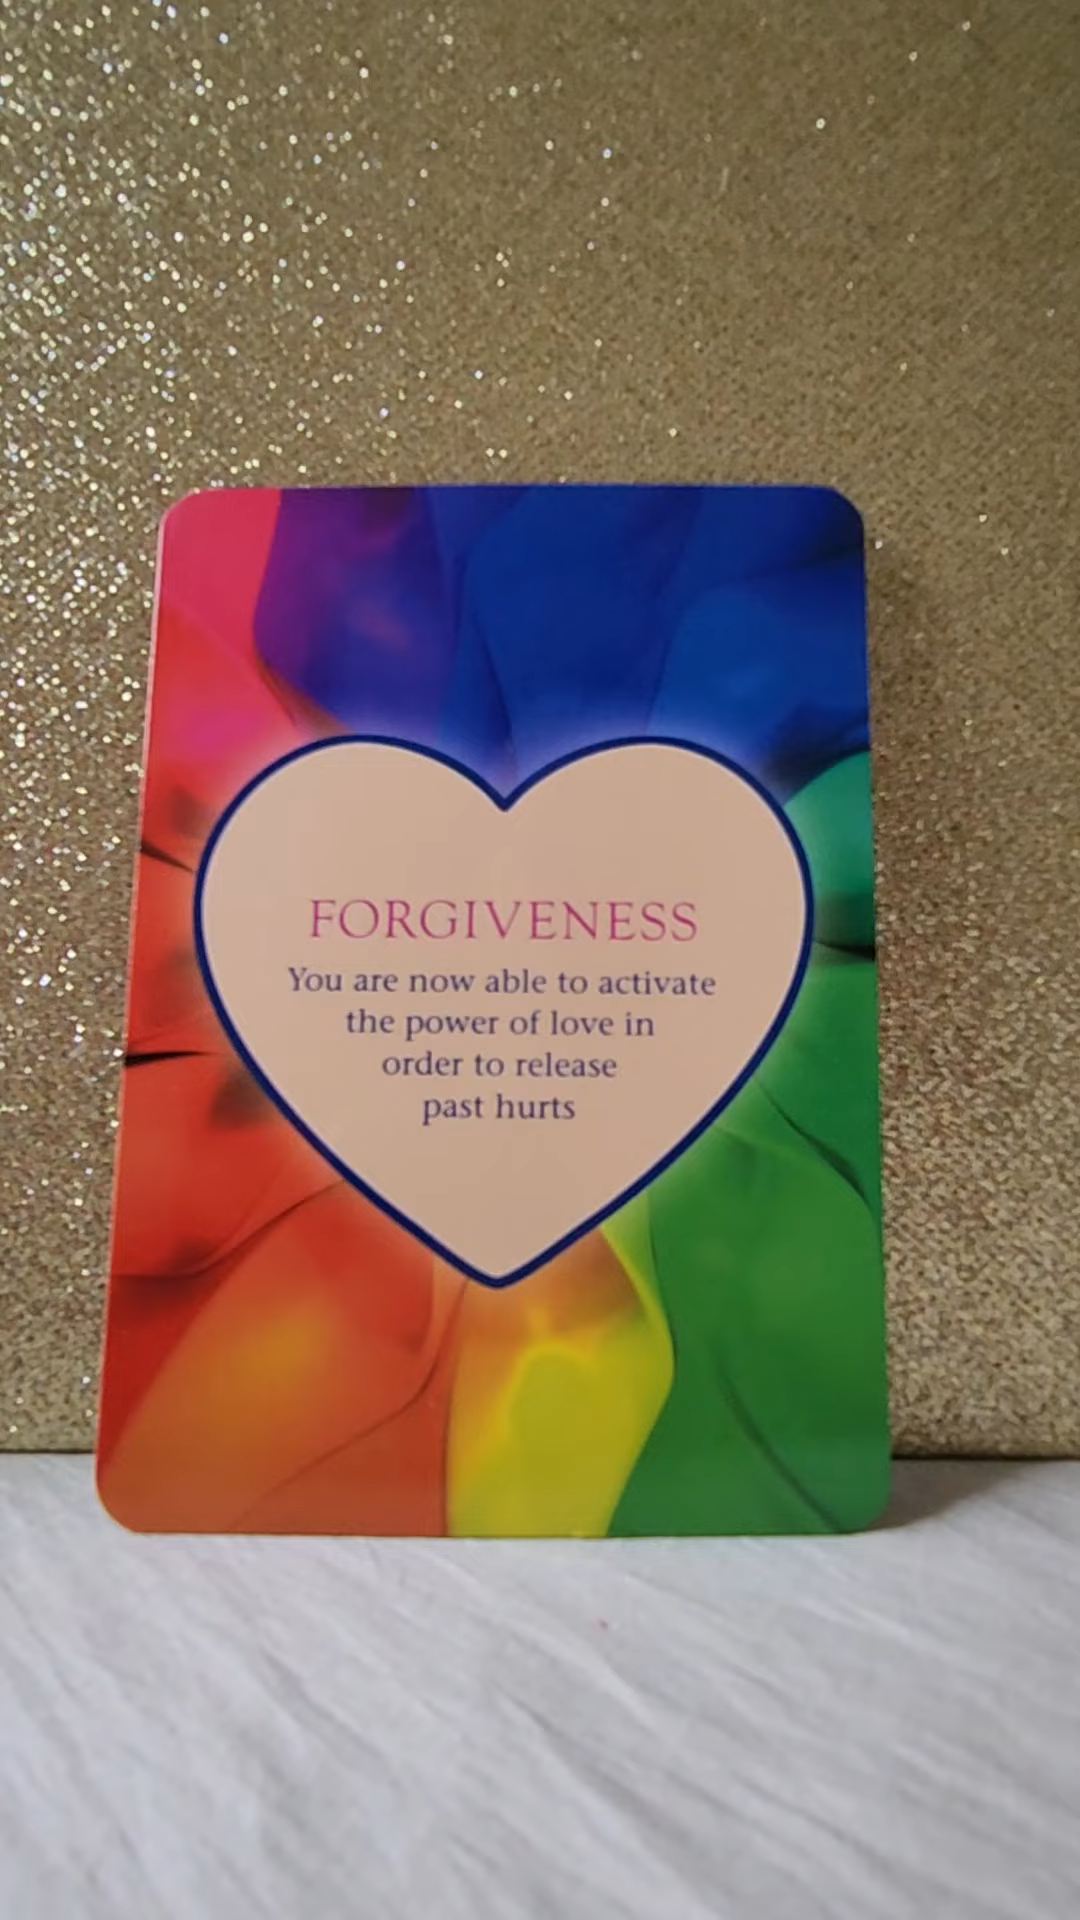 FORGIVENESS
You are now able to activate
the power of love in
order to release
past hurts